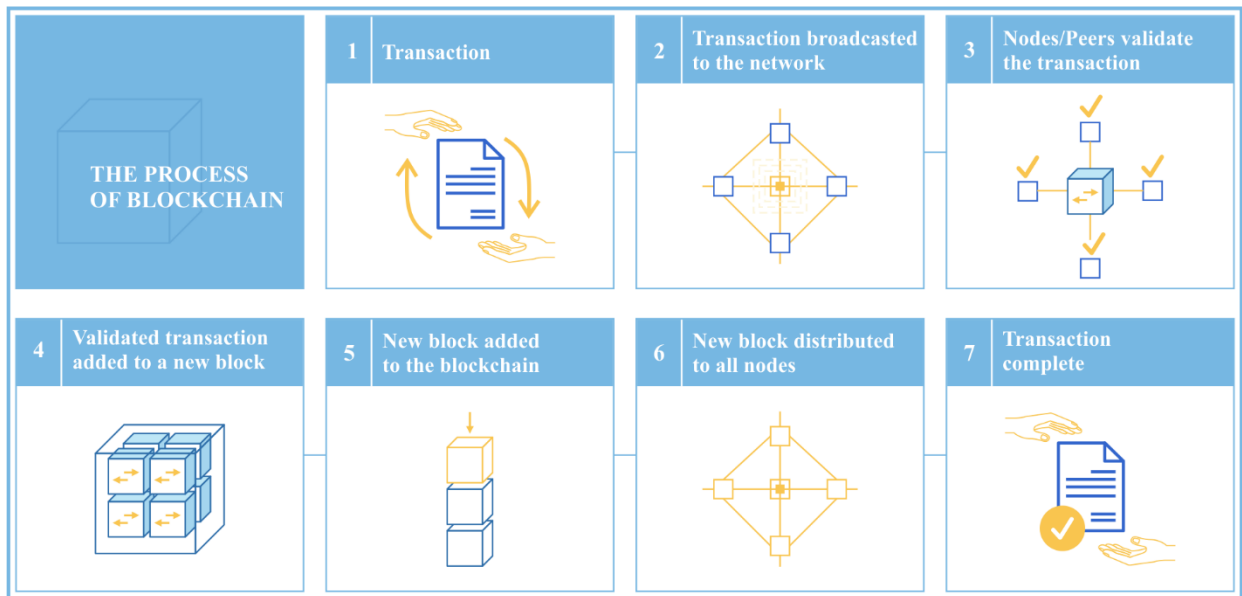 THE PROCESS
OF BLOCKCHAIN
1
Transaction
2
Transaction broadcasted
to the network
3
Nodes/Peers validate
the transaction
4
Validated transaction
added to a new block
5
New block added
to the blockchain
6
New block distributed
to all nodes
7
Transaction
complete